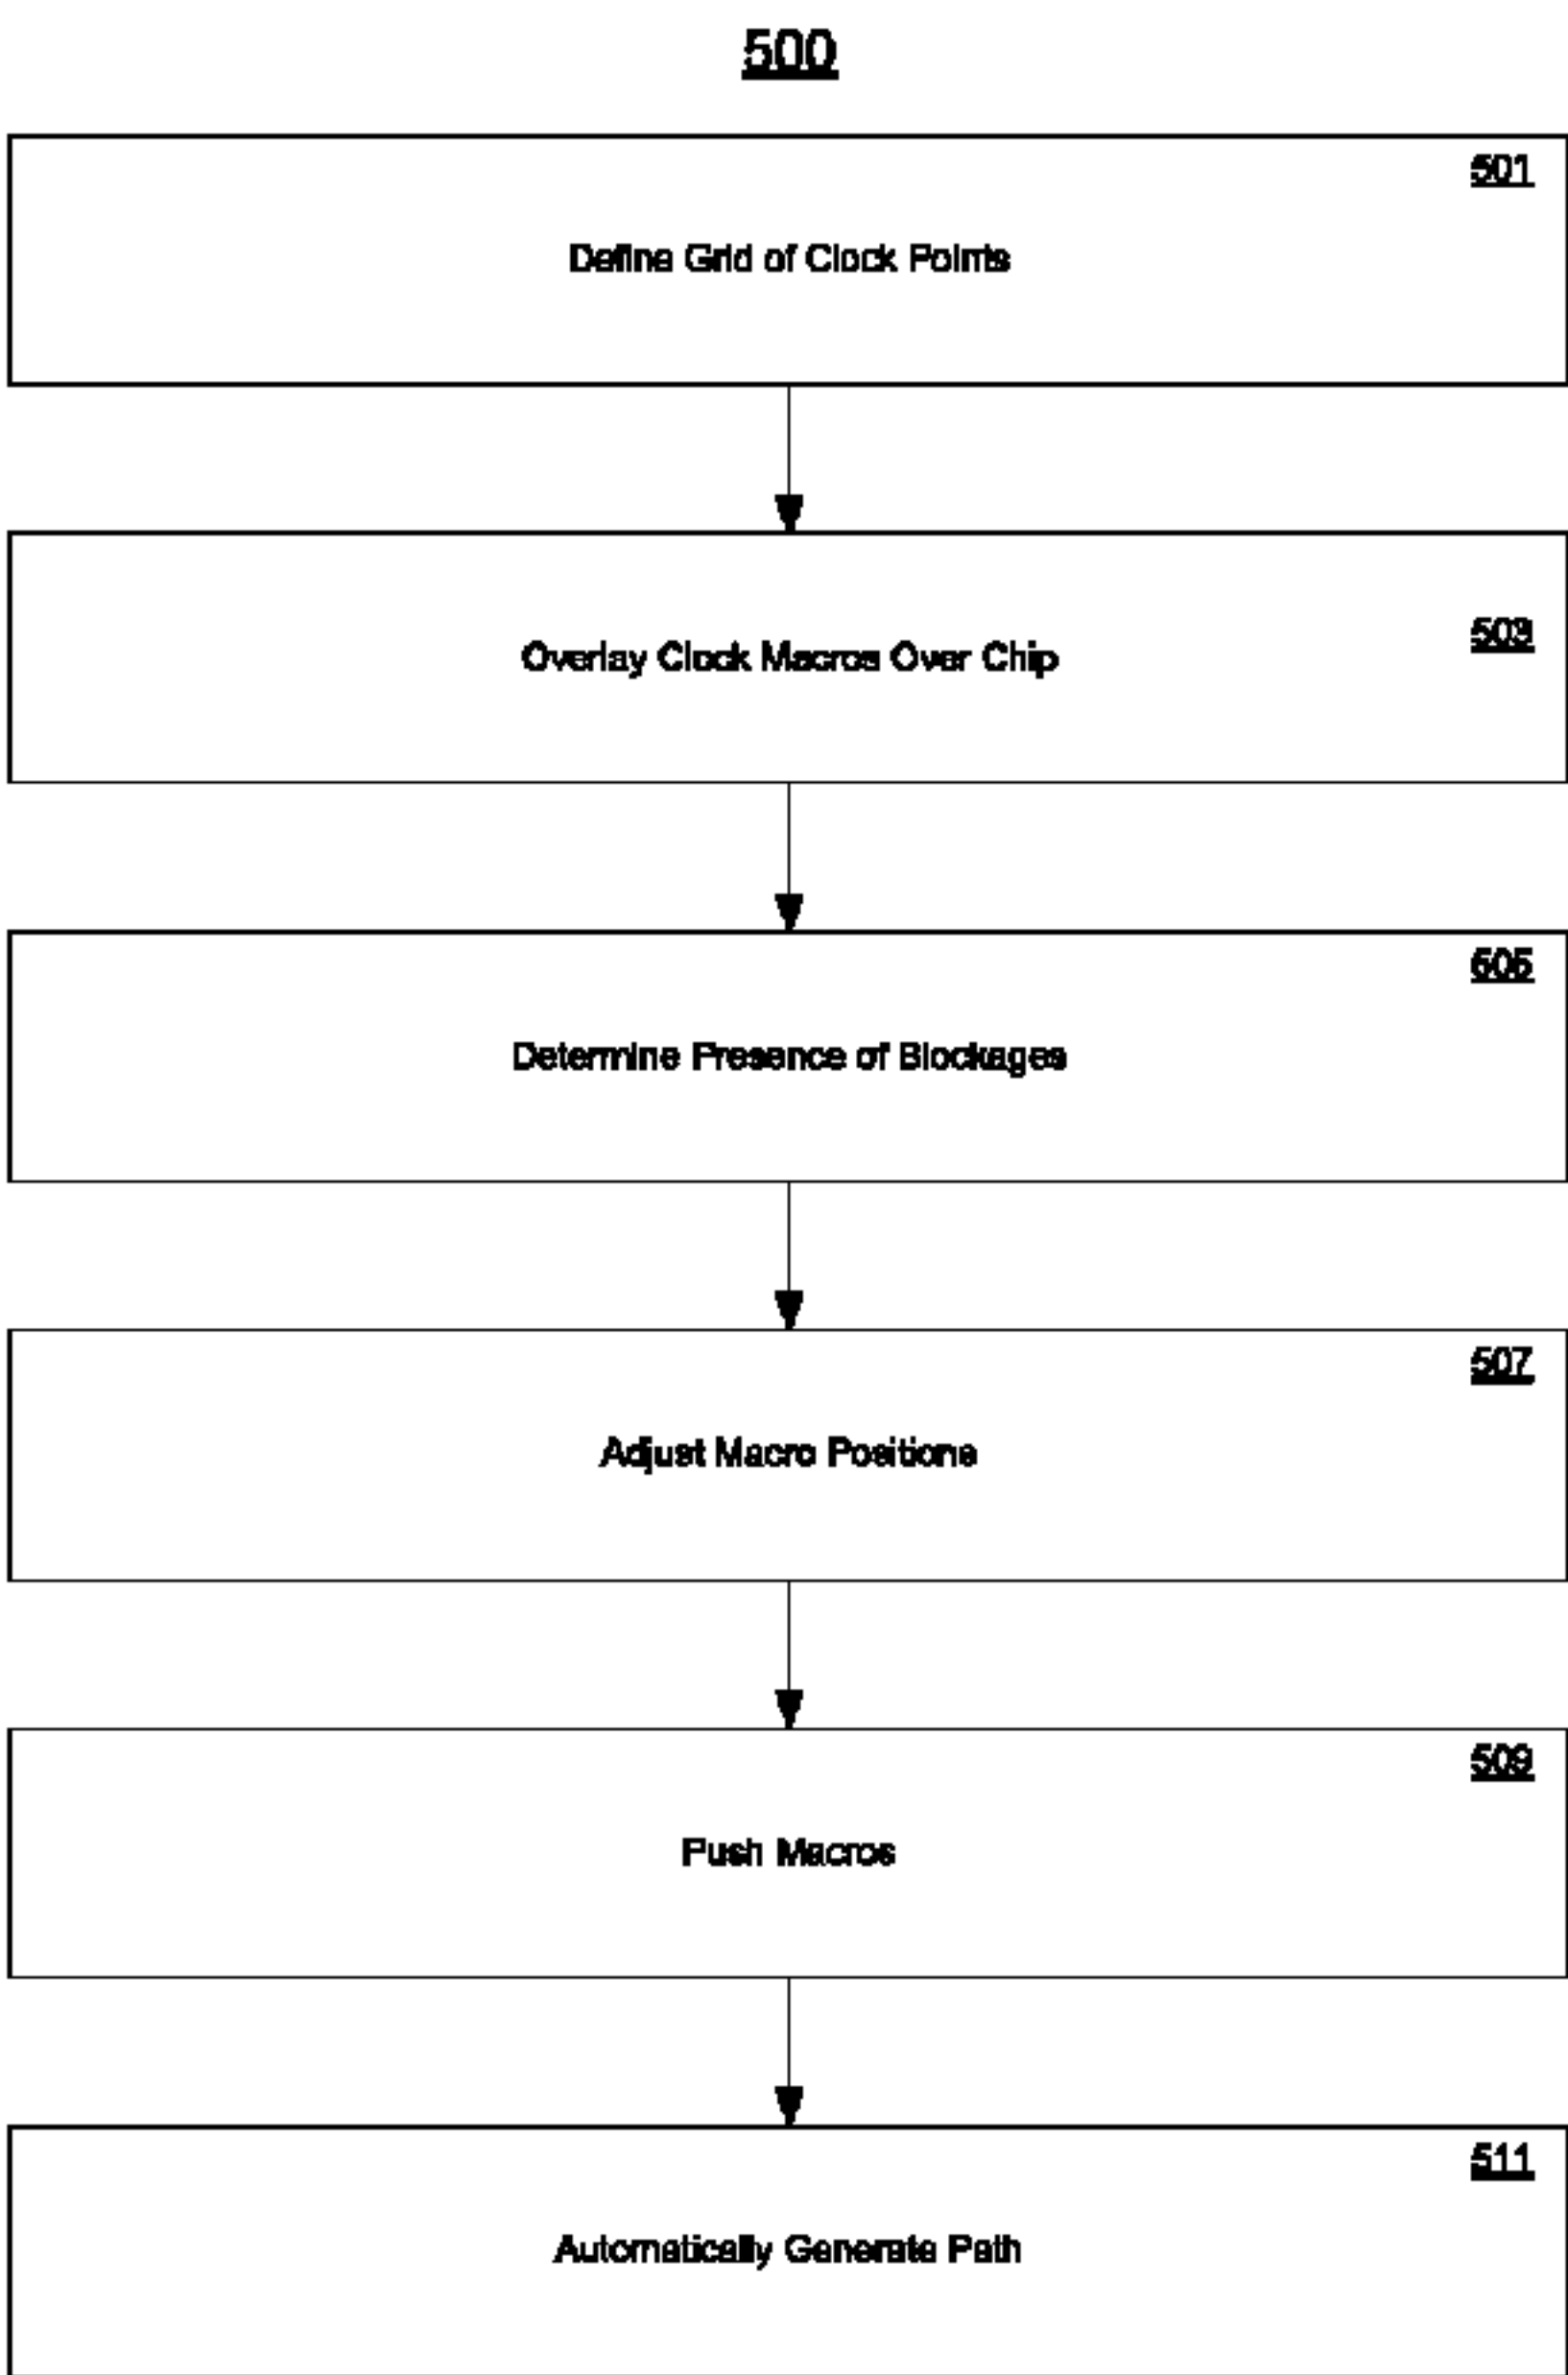 500
501
Define Grid of Clock Points
503
Overlay Clock Macros Over Chip
505
Determine Presence of Blockages
507
Adjust Macro Positions
509
Push Macros
511
Automatically Generate Path